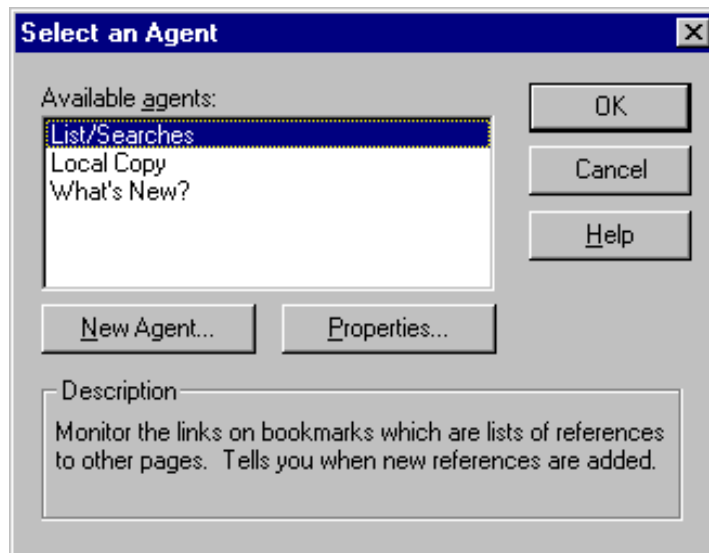 Select an Agent
Available agents:
List/Searches
Local Copy
What's New?
OK
Cancel
Help
New Agent...
Properties...
Description
Monitor the links on bookmarks which are lists of references
to other pages.  Tells you when new references are added.